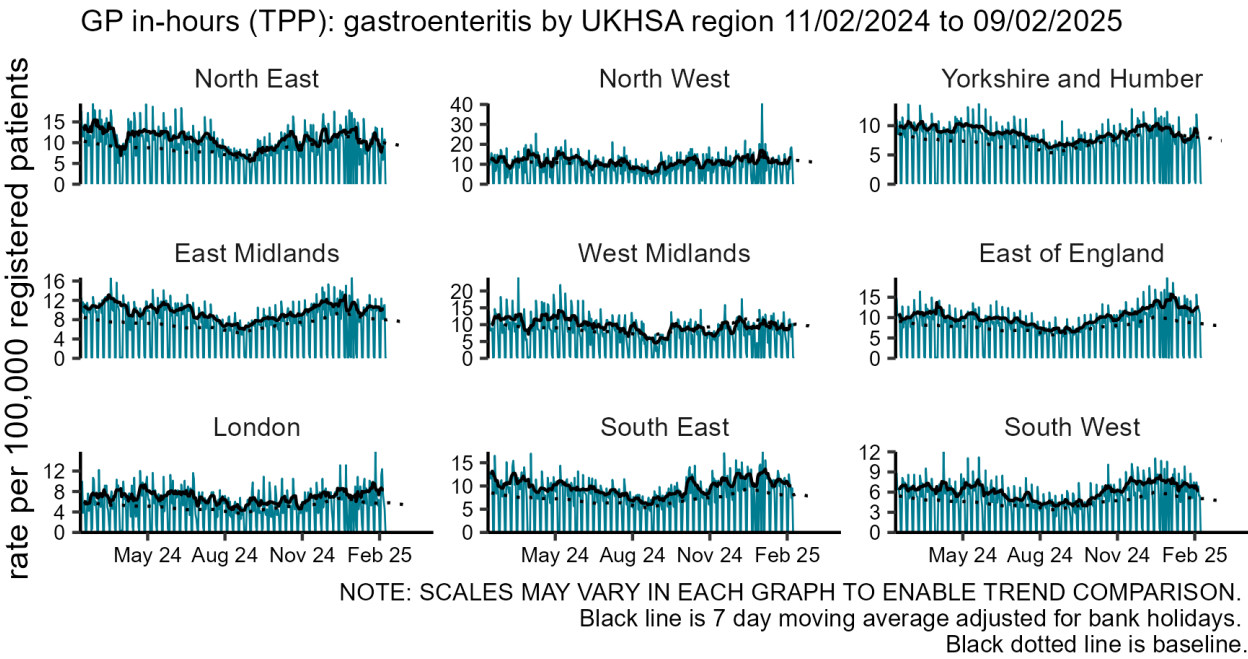 GP in-hours (TPP): gastroenteritis by UKHSA region 11/02/2024 to 09/02/2025
rate per 100,000 registered patients
North East
15
10
5
0
North West
40
30
20
10
0
Yorkshire and Humber
10
5
0
East Midlands
16
12
8
4
0
West Midlands
20
15
10
5
0
East of England
15
10
5
0
London
12
8
4
0
May 24 Aug 24 Nov 24 Feb 25
South East
15
10
5
0
May 24 Aug 24 Nov 24 Feb 25
South West
12
9
6
3
0
May 24 Aug 24 Nov 24 Feb 25
NOTE: SCALES MAY VARY IN EACH GRAPH TO ENABLE TREND COMPARISON.
Black line is 7 day moving average adjusted for bank holidays.
Black dotted line is baseline.